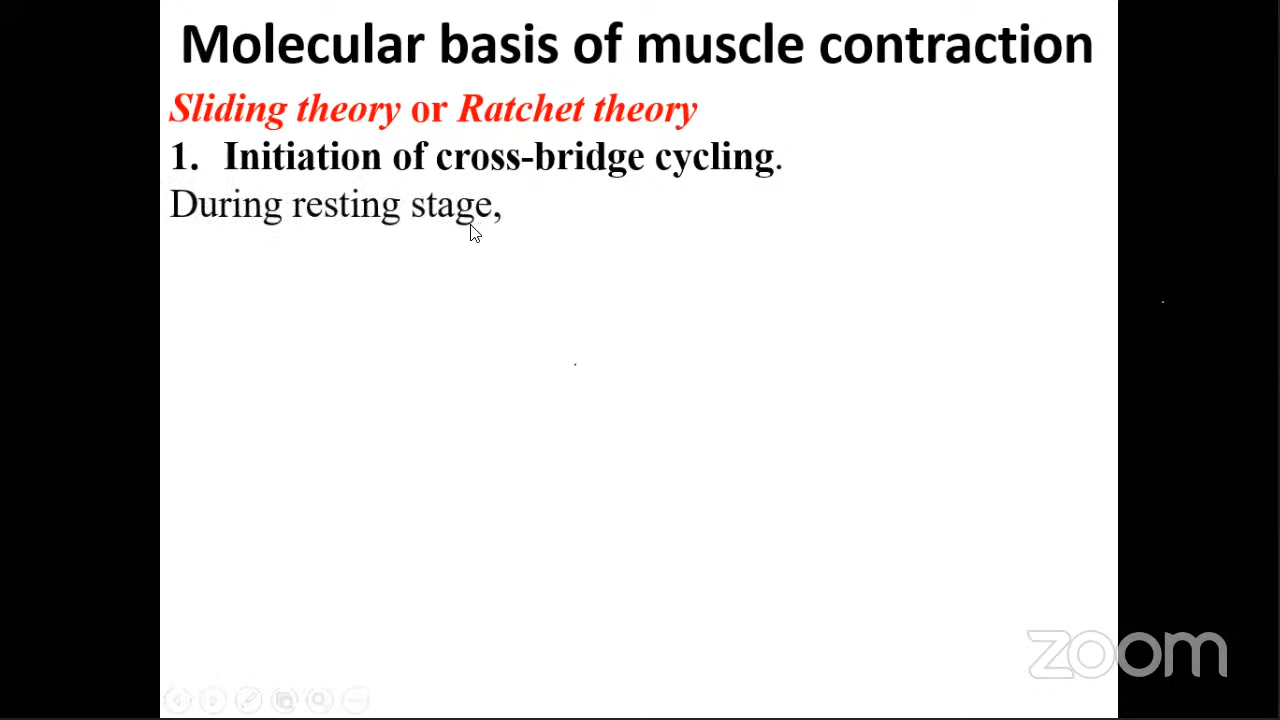 Molecular basis of muscle contraction
Sliding theory or Ratchet theory
1. Initiation of cross-bridge cycling.
During resting stage,
zoom